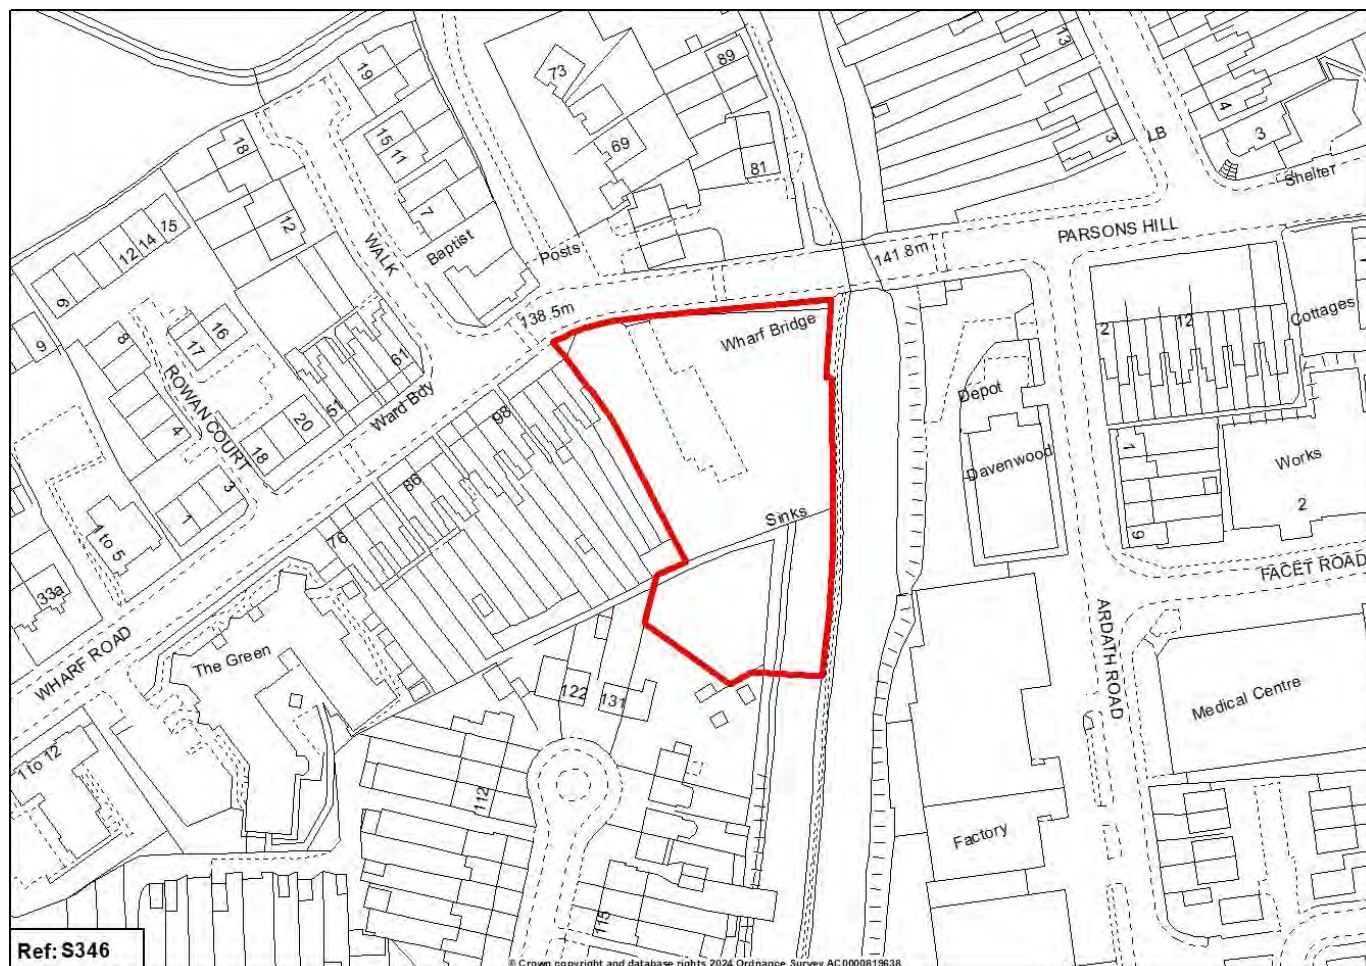 19
73
89
13
4
3
LB
3
Shelter
18
15
11
69
81
7
Baptist
12
WALK
Posts
PARSONS HILL
141.8m
15
14
12
6
138.5m
Wharf Bridge
2
12
Cottages
9
8
16
17
61
Depot
ROWAN COURT
51
Ward Bdy
98
20
4
18
Davenwood
1
Works
86
3
1
Sinks
2
76
9
1 to 5
FACET ROAD
33a
ARDATH ROAD
WHARF ROAD
The Green
122
131
Medical Centre
1 to 12
112
Factory
115
Ref: S346
© Crown copyright and database rights 2024 Ordnance Survey AC0000819638